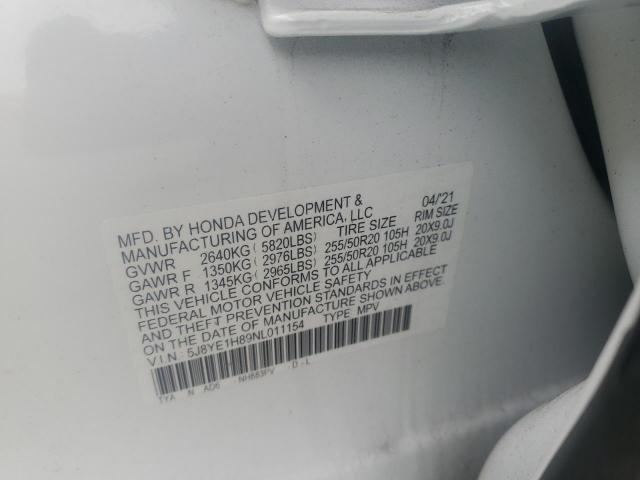 MFD. BY HONDA DEVELOPMENT & 04/'21
MANUFACTURING OF AMERICA, LLC
GVWR 2640KG (5820LBS) TIRE SIZE RIM SIZE
GAWR F 1350KG (2976LBS) 255/50R20 105H 20X9.0J
GAWR R 1345KG (2965LBS) 255/50R20 105H 20X9.0J
THIS VEHICLE CONFORMS TO ALL APPLICABLE
FEDERAL MOTOR VEHICLE SAFETY
AND THEFT PREVENTION STANDARDS IN EFFECT
ON THE DATE OF MANUFACTURE SHOWN ABOVE.
V.I.N: 5J8YE1H89NL011154 TYPE MPV
TYA N AD6 NH883PV -D-L